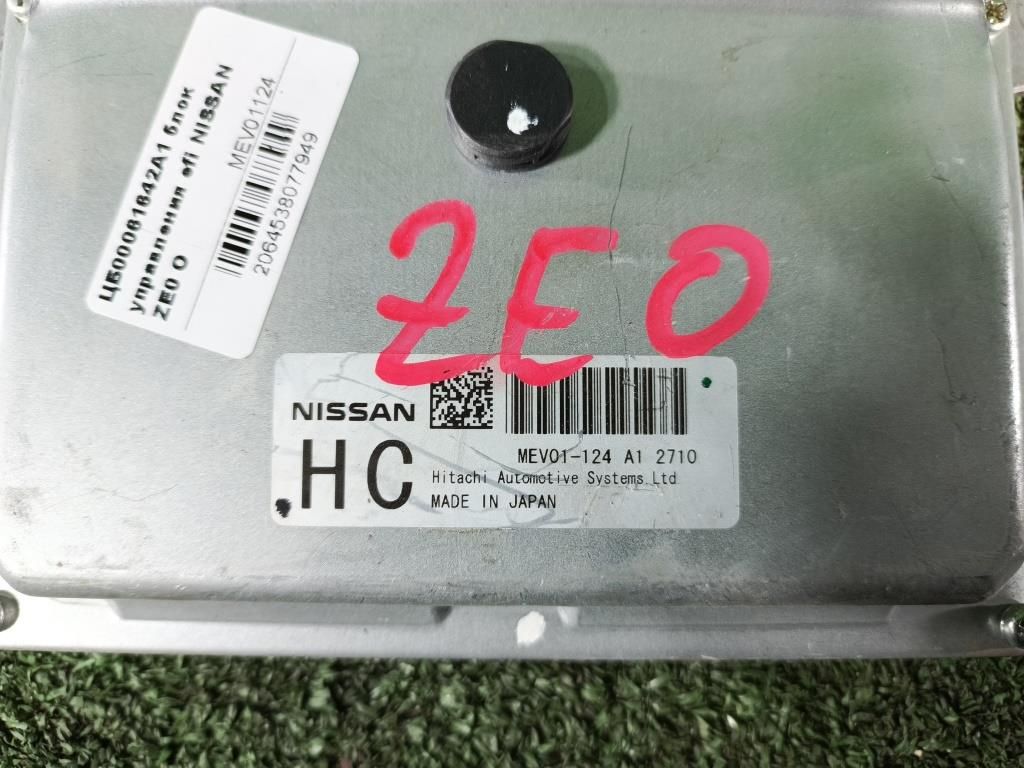 ЦБ00061642A1 блок
управления efi NISSAN
ZE0 O
MEV01124
2064538077949
ZE0
NISSAN
HC
MEV01-124 A1 2710
Hitachi Automotive Systems,Ltd
MADE IN JAPAN